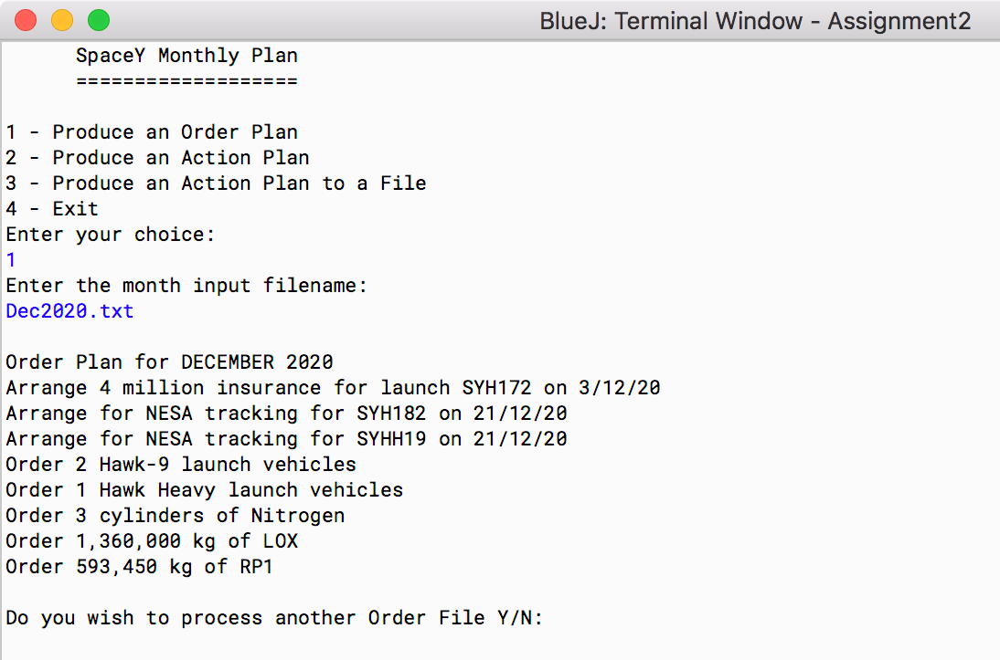 BlueJ: Terminal Window - Assignment2
SpaceY Monthly Plan
===================
1 - Produce an Order Plan
2 - Produce an Action Plan
3 - Produce an Action Plan to a File
4 - Exit
Enter your choice:
1
Enter the month input filename:
Dec2020.txt
Order Plan for DECEMBER 2020
Arrange 4 million insurance for launch SYH172 on 3/12/20
Arrange for NESA tracking for SYH182 on 21/12/20
Arrange for NESA tracking for SYHH19 on 21/12/20
Order 2 Hawk-9 launch vehicles
Order 1 Hawk Heavy launch vehicles
Order 3 cylinders of Nitrogen
Order 1,360,000 kg of LOX
Order 593,450 kg of RP1
Do you wish to process another Order File Y/N: